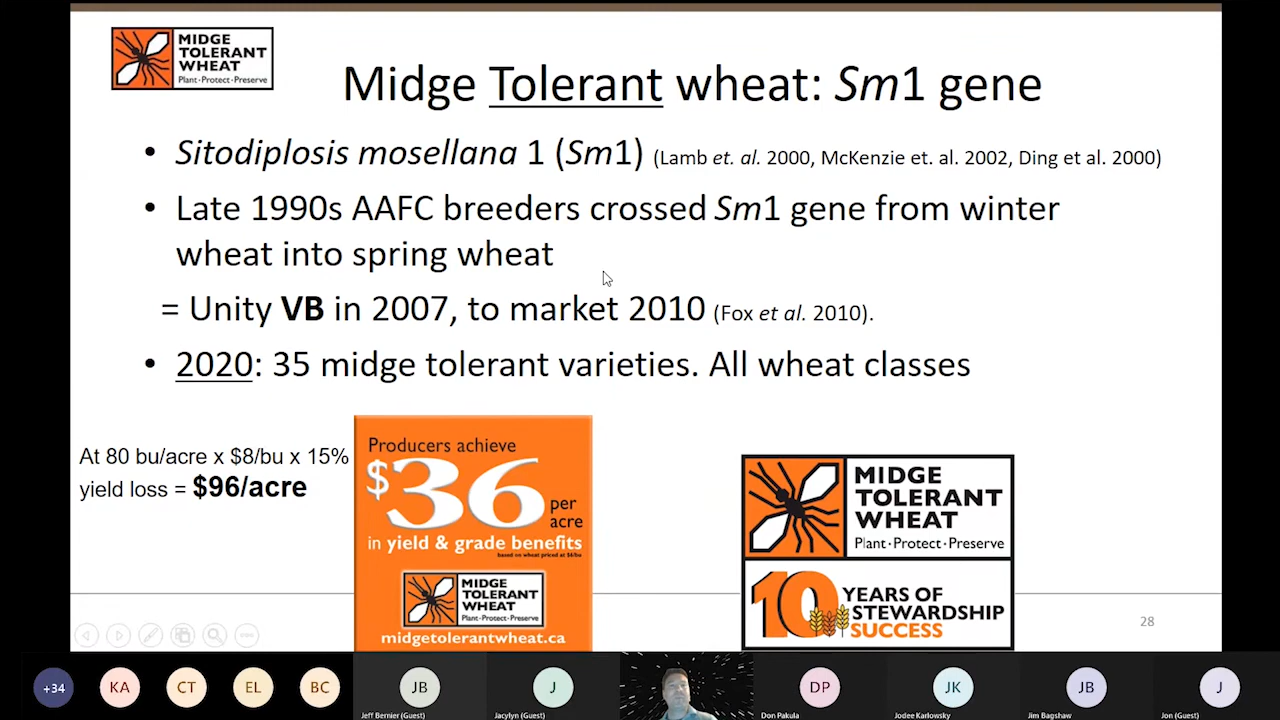 MIDGE
TOLERANT
WHEAT
Plant·Protect·Preserve
Midge Tolerant wheat: Sm1 gene
• Sitodiplosis mosellana 1 (Sm1) (Lamb et. al. 2000, McKenzie et. al. 2002, Ding et al. 2000)
• Late 1990s AAFC breeders crossed Sm1 gene from winter
wheat into spring wheat
= Unity VB in 2007, to market 2010 (Fox et al. 2010).
• 2020: 35 midge tolerant varieties. All wheat classes
At 80 bu/acre x $8/bu x 15%
yield loss = $96/acre
Producers achieve
$36 per
acre
in yield & grade benefits
based on wheat priced at $6/bu
MIDGE
TOLERANT
WHEAT
Plant·Protect·Preserve
midgetolerantwheat.ca
MIDGE
TOLERANT
WHEAT
Plant·Protect·Preserve
10 YEARS OF
STEWARDSHIP
SUCCESS
28
+34 KA CT EL BC JB J DP JK JB J
Jeff Bernier (Guest) Jacylyn (Guest) Don Pakula Jodee Karlowsky Jim Bagshaw Jon (Guest)